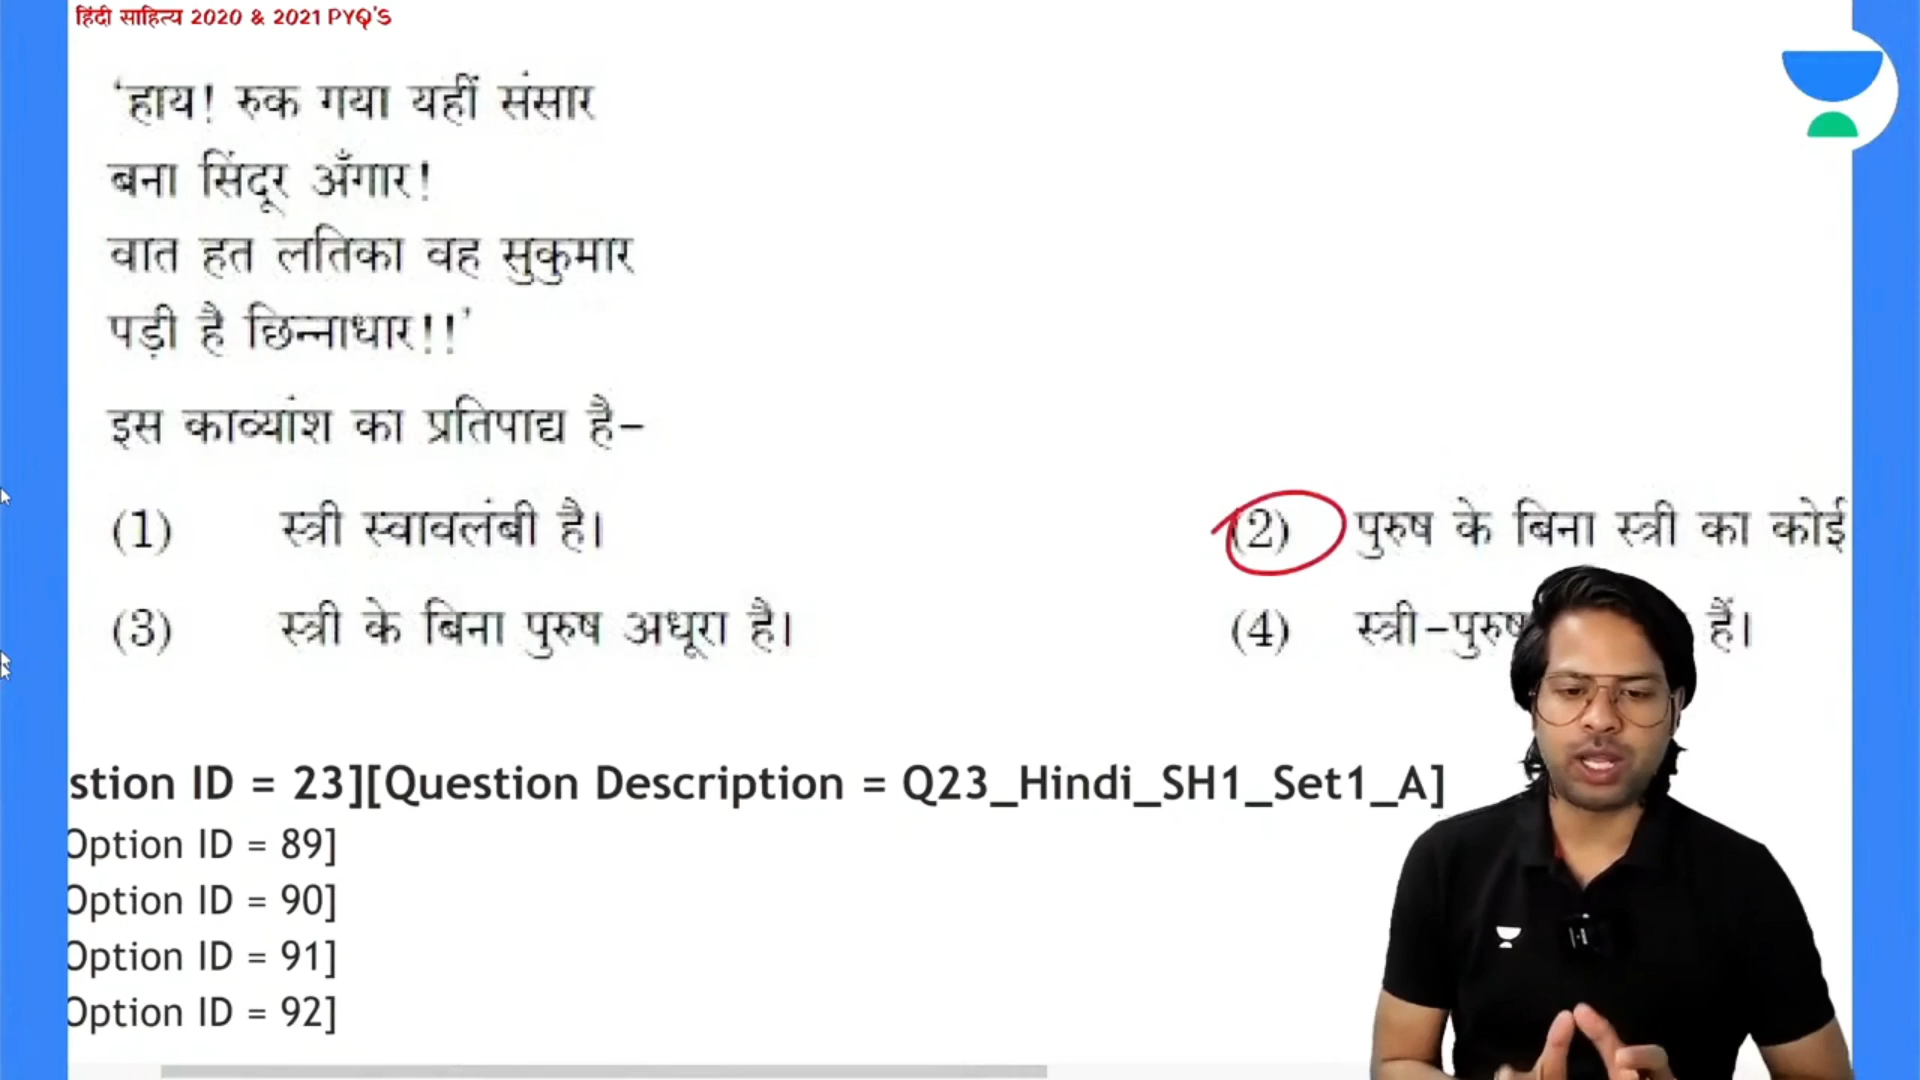 हिंदी साहित्य 2020 & 2021 PYQ'S
'हाय! रुक गया यहीं संसार
बना सिंदूर अँगार!
वात हत लतिका वह सुकुमार
पड़ी है छिन्नाधार!!'
इस काव्यांश का प्रतिपाद्य है-
(1) स्त्री स्वावलंबी है।
(2) पुरुष के बिना स्त्री का कोई
(3) स्त्री के बिना पुरुष अधूरा है।
(4) स्त्री-पुरुष हैं।
stion ID = 23][Question Description = Q23_Hindi_SH1_Set1_A]
Option ID = 89]
Option ID = 90]
Option ID = 91]
Option ID = 92]